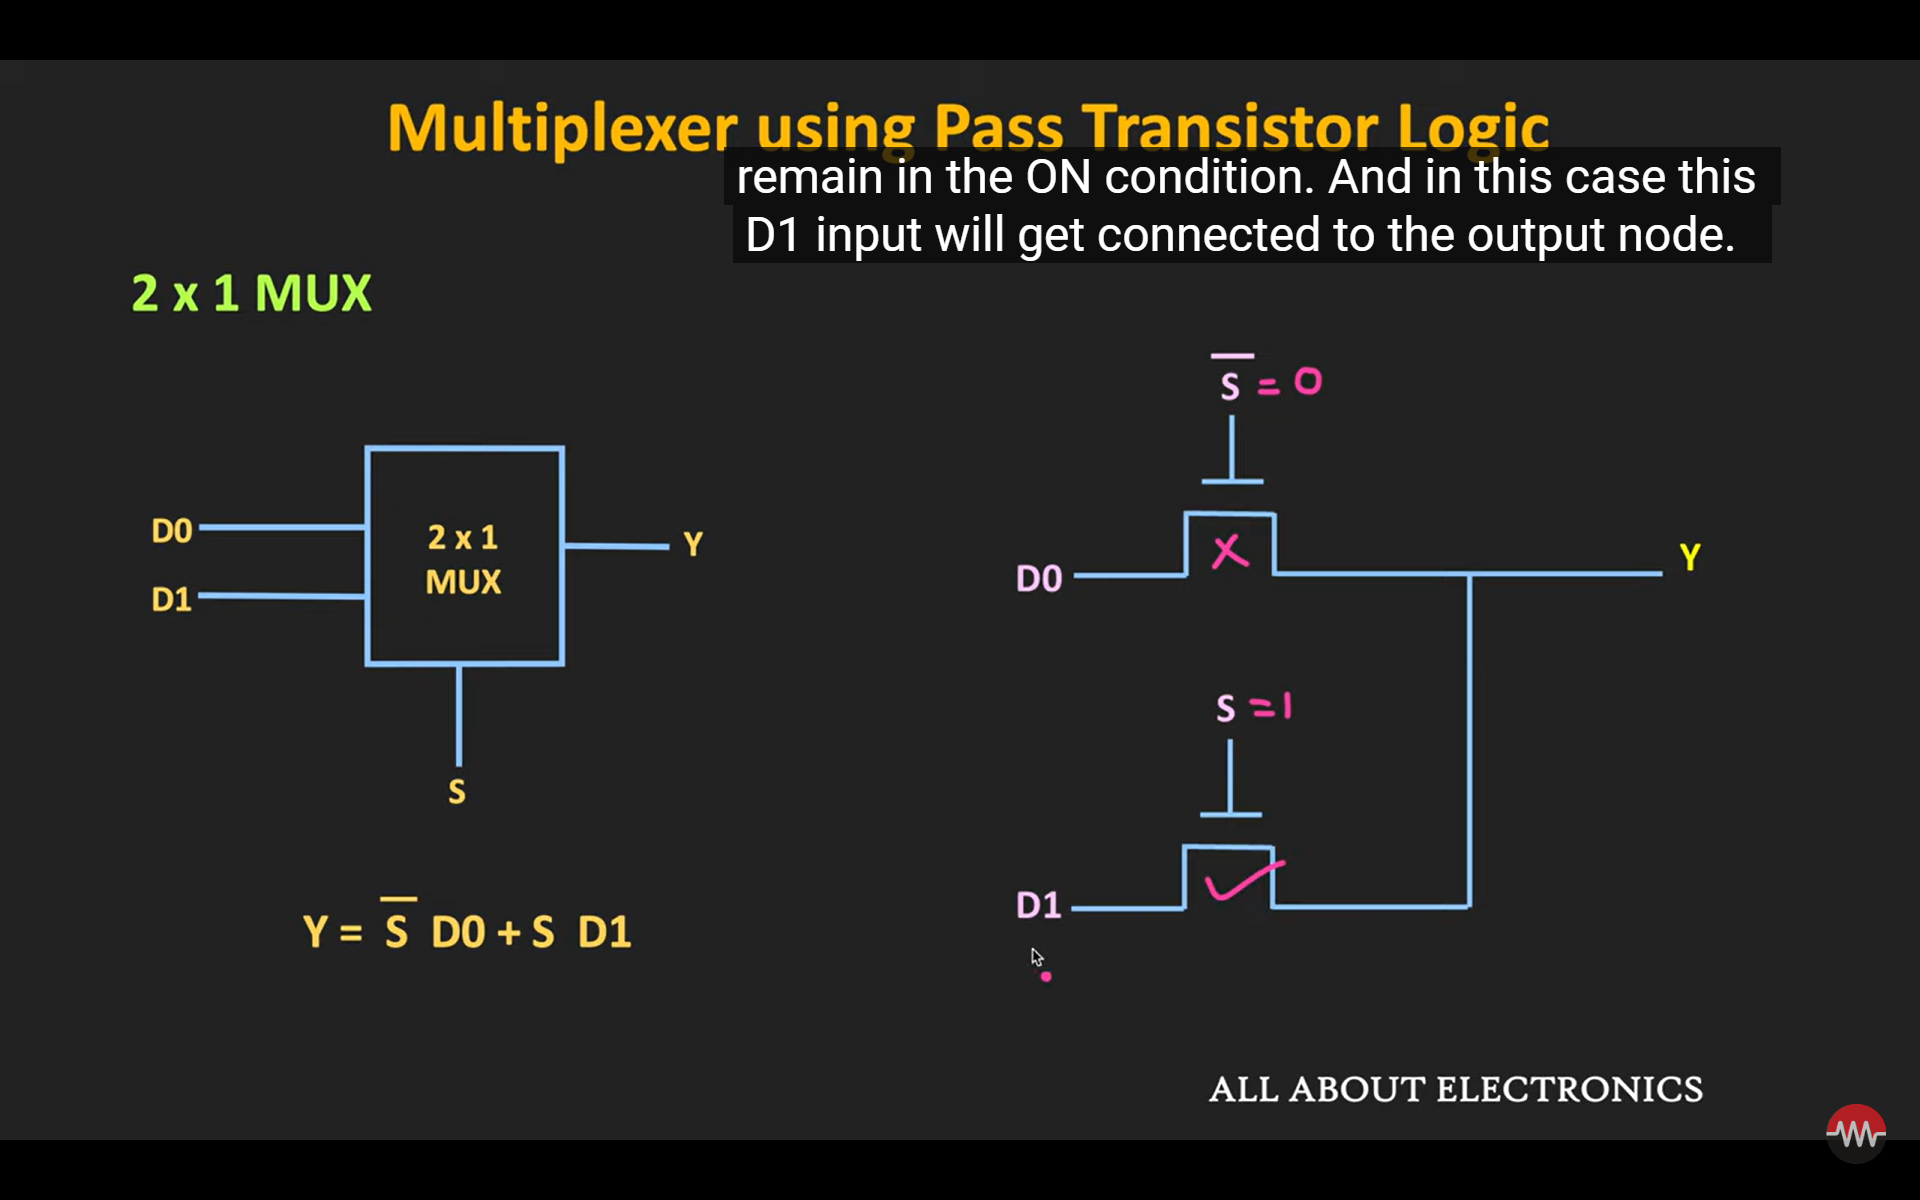 Multiplexer using Pass Transistor Logic
remain in the ON condition. And in this case this
D1 input will get connected to the output node.
2 x 1 MUX
D0
D1
2 x 1
MUX
Y
S
Y = S̅ D0 + S D1
S̅ = 0
D0
Y
S = 1
D1
ALL ABOUT ELECTRONICS